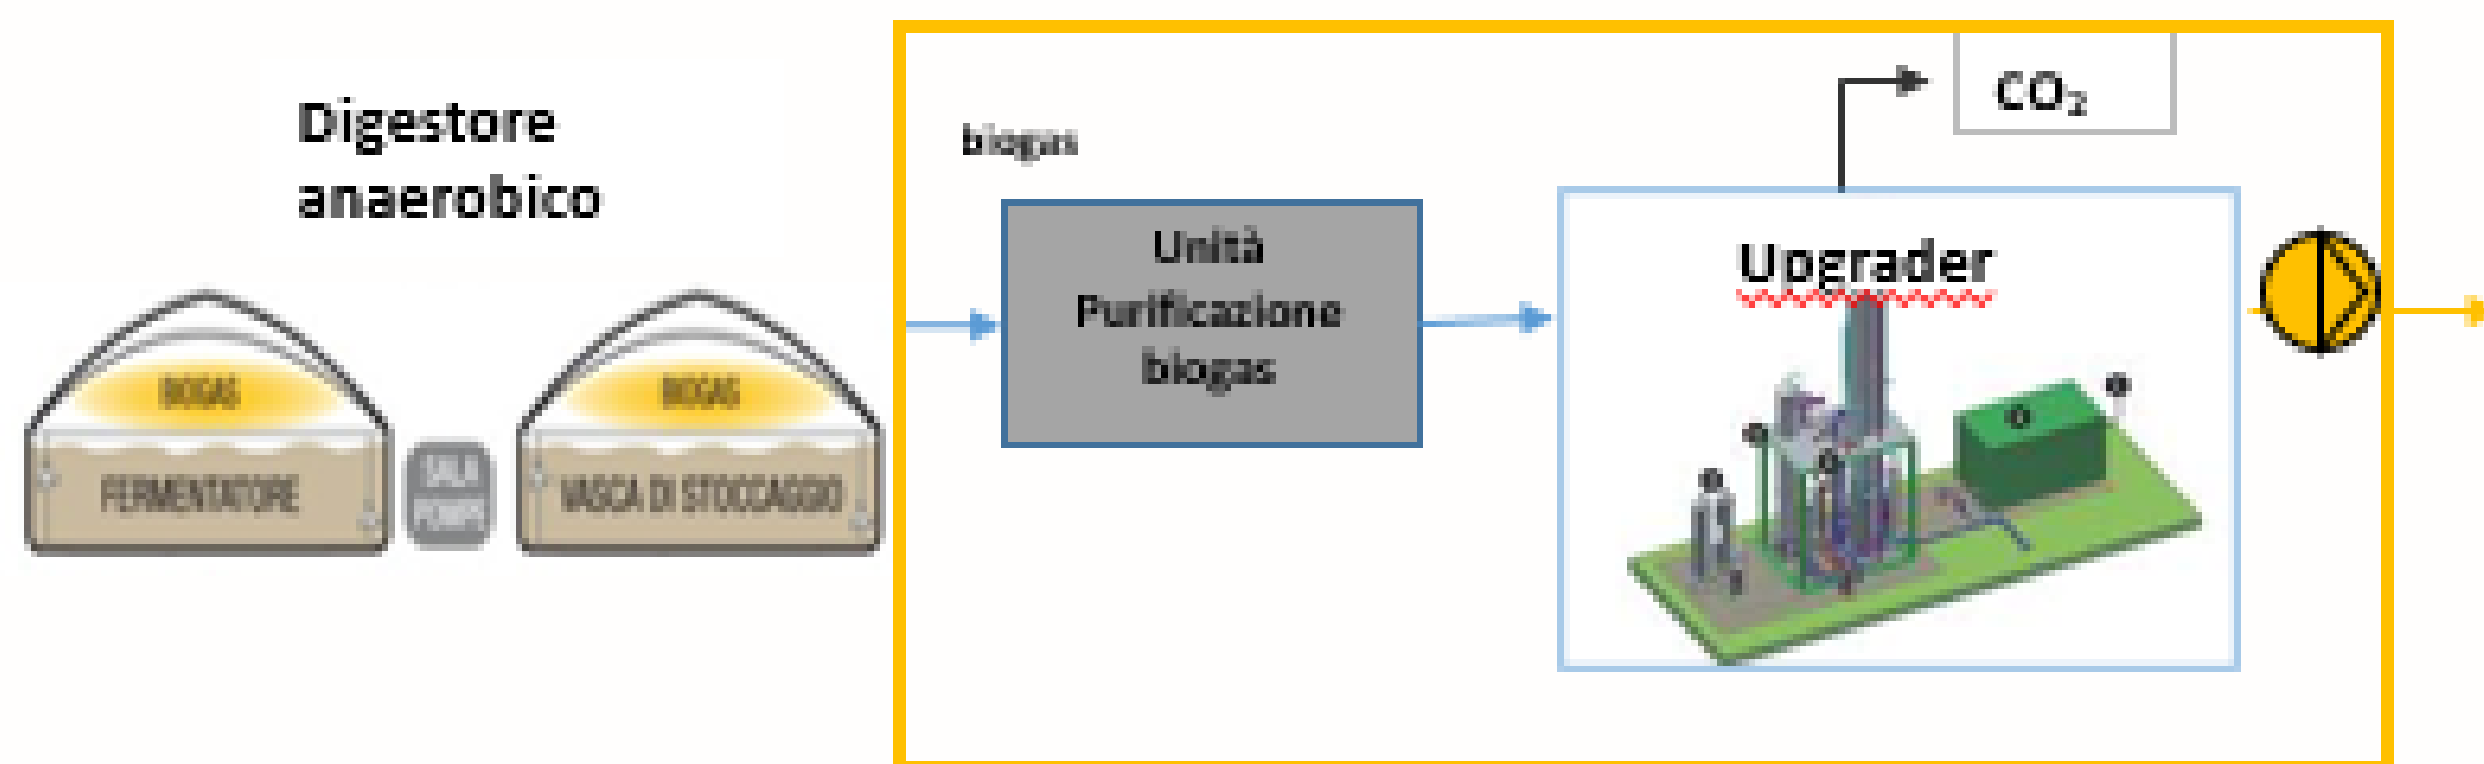 Digestore
anaerobico
BIOGAS
FERMENTATORE
SALA
POMPE
BIOGAS
VASCA DI STOCCAGGIO
biogas
Unità
Purificazione
biogas
CO₂
Upgrader